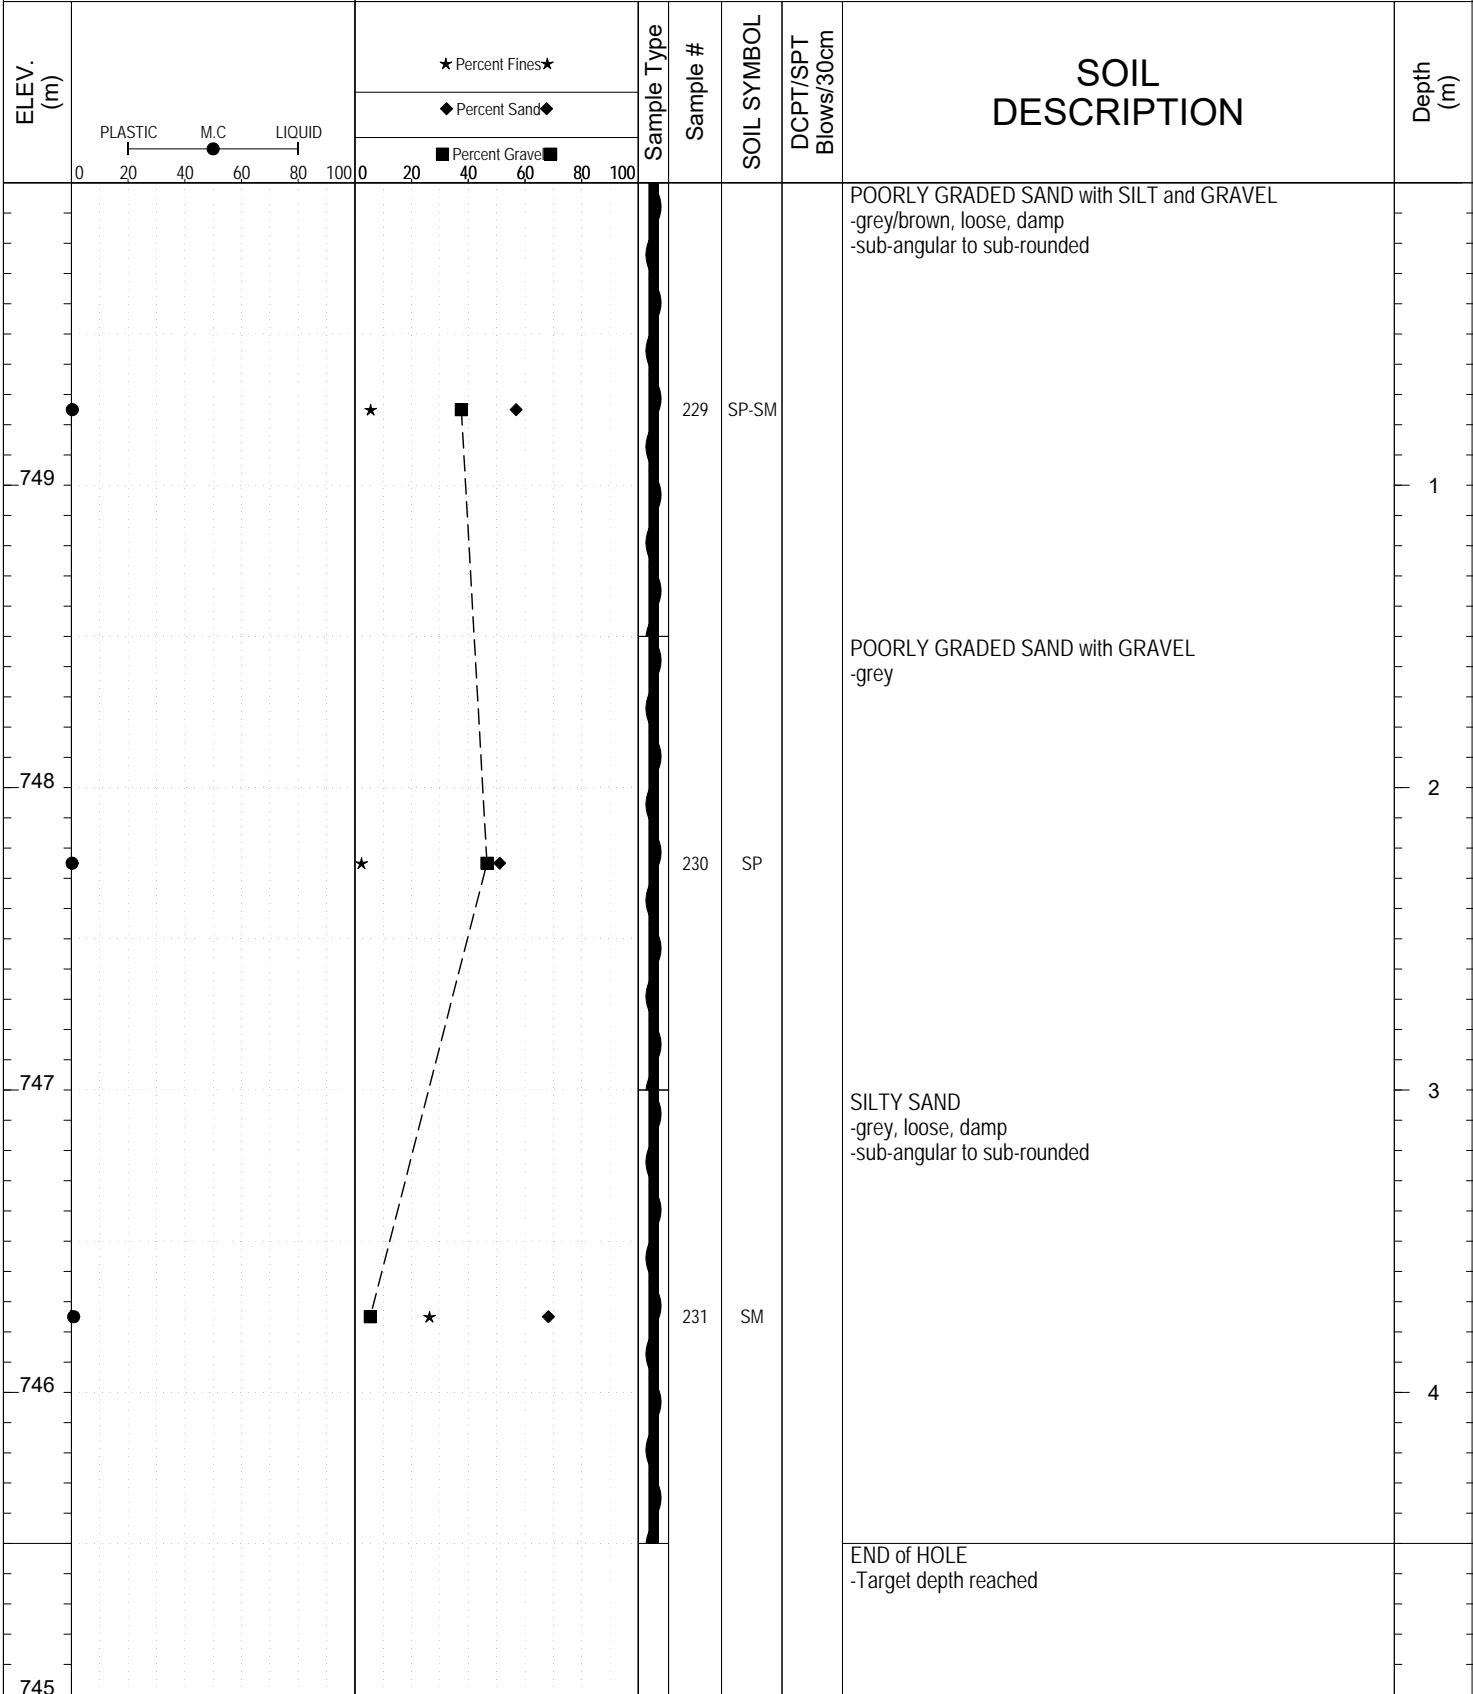 ELEV.
(m)
PLASTIC M.C LIQUID
0 20 40 60 80 100
★ Percent Fines ★
◆ Percent Sand ◆
■ Percent Gravel ■
0 20 40 60 80 100
Sample Type
Sample #
SOIL SYMBOL
DCPT/SPT
Blows/30cm
SOIL
DESCRIPTION
Depth
(m)
POORLY GRADED SAND with SILT and GRAVEL
-grey/brown, loose, damp
-sub-angular to sub-rounded
229 SP-SM
749 1
POORLY GRADED SAND with GRAVEL
-grey
748 2
230 SP
747 3
SILTY SAND
-grey, loose, damp
-sub-angular to sub-rounded
231 SM
746 4
END of HOLE
-Target depth reached
745